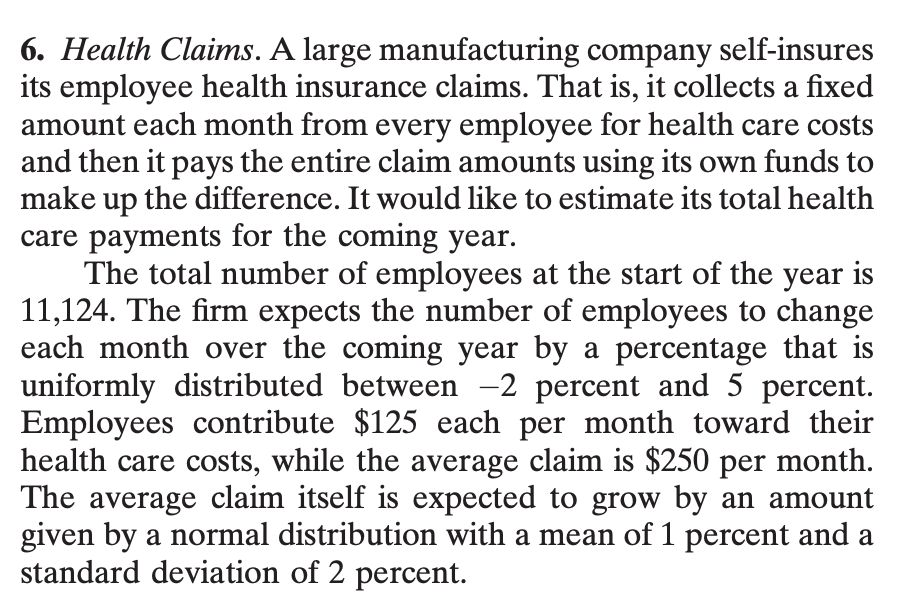 6. Health Claims. A large manufacturing company self-insures
its employee health insurance claims. That is, it collects a fixed
amount each month from every employee for health care costs
and then it pays the entire claim amounts using its own funds to
make up the difference. It would like to estimate its total health
care payments for the coming year.
The total number of employees at the start of the year is
11,124. The firm expects the number of employees to change
each month over the coming year by a percentage that is
uniformly distributed between −2 percent and 5 percent.
Employees contribute $125 each per month toward their
health care costs, while the average claim is $250 per month.
The average claim itself is expected to grow by an amount
given by a normal distribution with a mean of 1 percent and a
standard deviation of 2 percent.